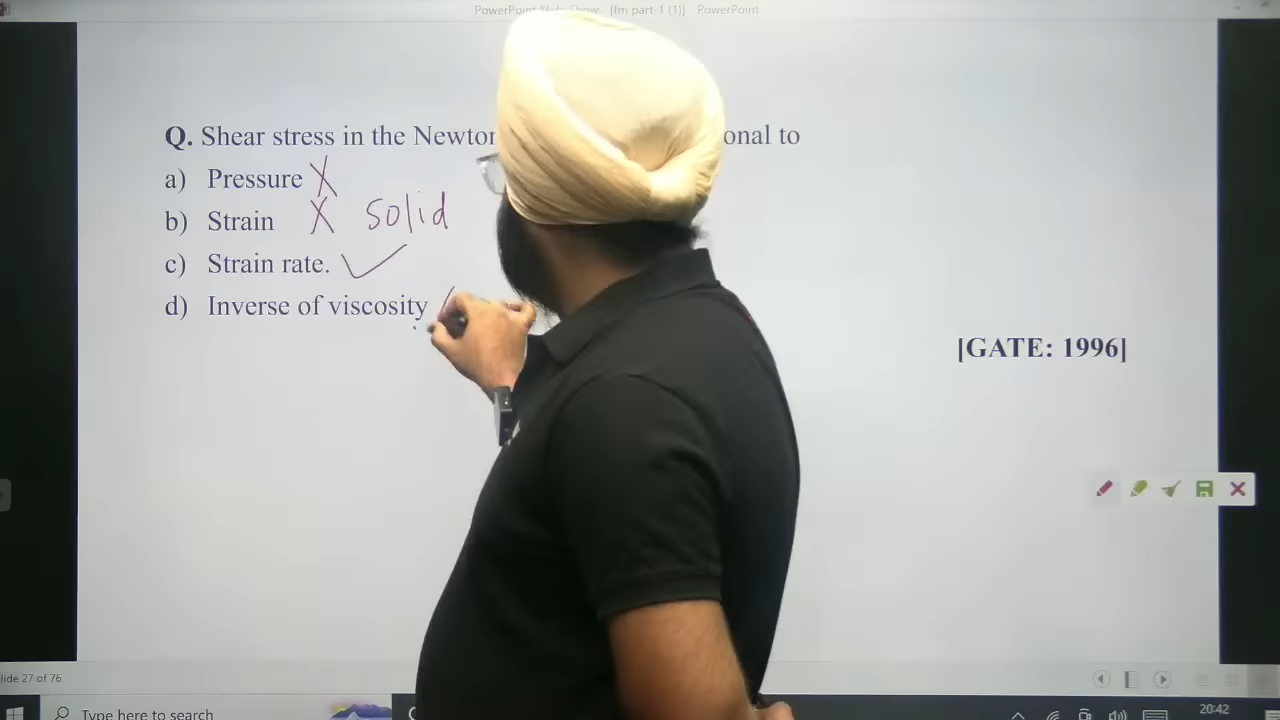 PowerPoint Slide Show: [fm part 1 (1)] PowerPoint
Q. Shear stress in the onal to
a) Pressure X
b) Strain X solid
c) Strain rate. ✓
d) Inverse of viscosity
[GATE: 1996]
lide 27 of 76
Type here to search
20:42